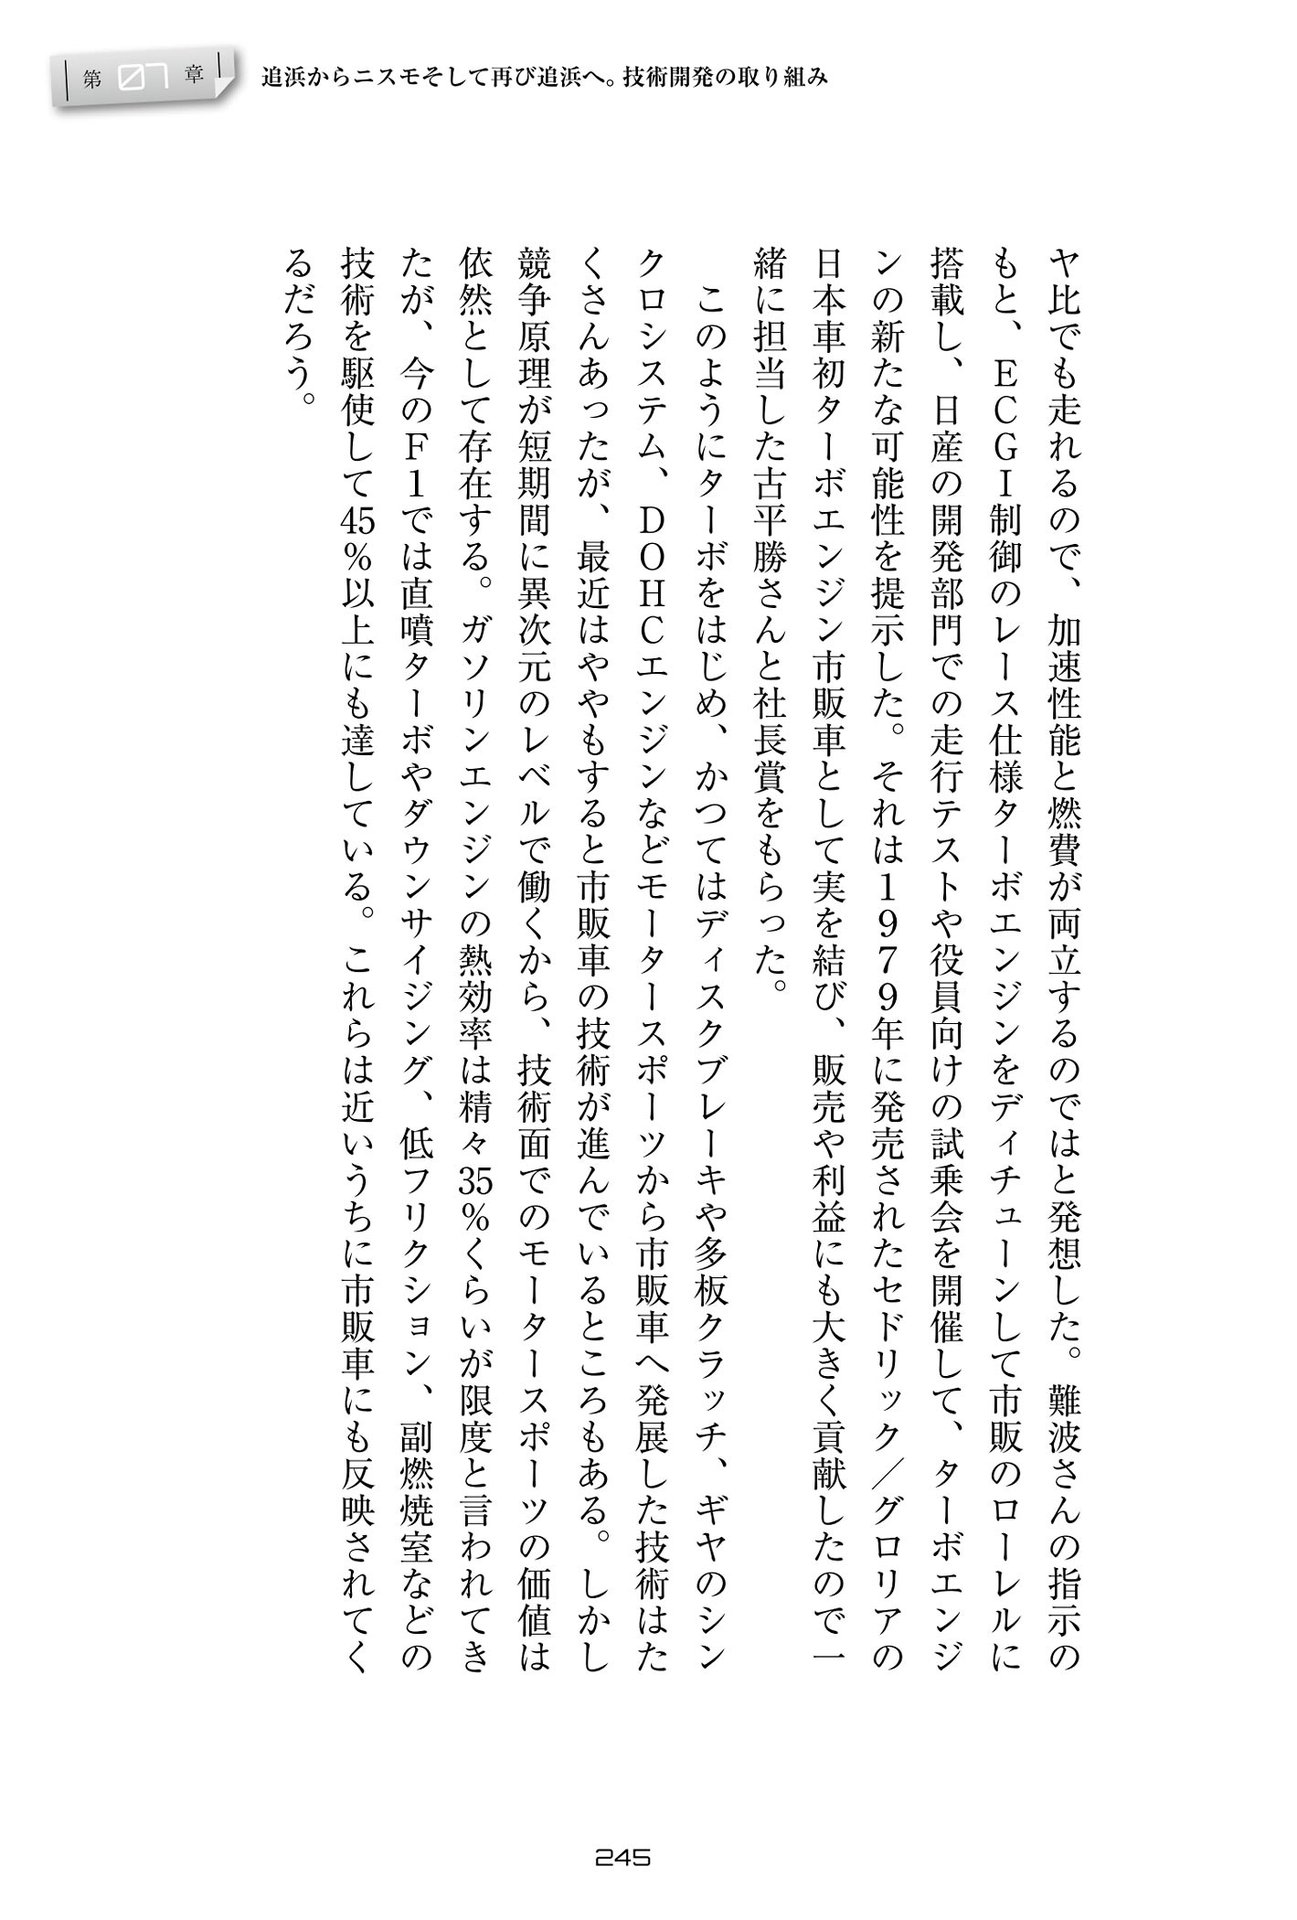 第07章
追浜からニスモそして再び追浜へ。技術開発の取り組み
ヤ比でも走れるので、加速性能と燃費が両立するのではと発想した。難波さんの指示の
もと、ＥＣＧＩ制御のレース仕様ターボエンジンをディチューンして市販のローレルに
搭載し、日産の開発部門での走行テストや役員向けの試乗会を開催して、ターボエンジ
ンの新たな可能性を提示した。それは１９７９年に発売されたセドリック／グロリアの
日本車初ターボエンジン市販車として実を結び、販売や利益にも大きく貢献したので一
緒に担当した古平勝さんと社長賞をもらった。
　このようにターボをはじめ、かつてはディスクブレーキや多板クラッチ、ギヤのシン
クロシステム、ＤＯＨＣエンジンなどモータースポーツから市販車へ発展した技術はた
くさんあったが、最近はややもすると市販車の技術が進んでいるところもある。しかし
競争原理が短期間に異次元のレベルで働くから、技術面でのモータースポーツの価値は
依然として存在する。ガソリンエンジンの熱効率は精々35％くらいが限度と言われてき
たが、今のＦ１では直噴ターボやダウンサイジング、低フリクション、副燃焼室などの
技術を駆使して45％以上にも達している。これらは近いうちに市販車にも反映されてく
るだろう。
245